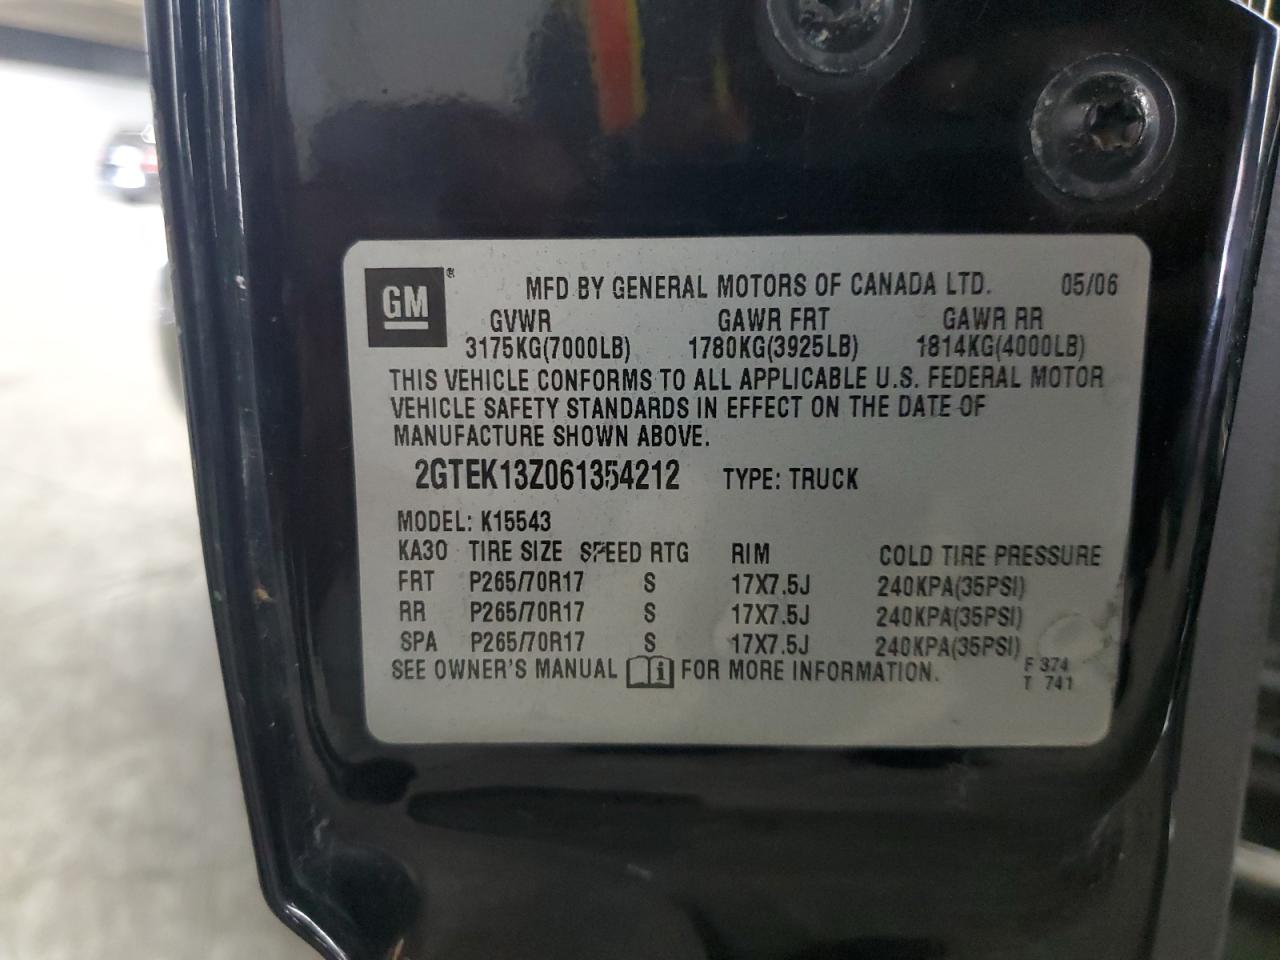 GM ® MFD BY GENERAL MOTORS OF CANADA LTD. 05/06
GVWR GAWR FRT GAWR RR
3175KG(7000LB) 1780KG(3925LB) 1814KG(4000LB)
THIS VEHICLE CONFORMS TO ALL APPLICABLE U.S. FEDERAL MOTOR
VEHICLE SAFETY STANDARDS IN EFFECT ON THE DATE OF
MANUFACTURE SHOWN ABOVE.
2GTEK13Z061354212 TYPE: TRUCK
MODEL: K15543
KA30 TIRE SIZE SPEED RTG RIM COLD TIRE PRESSURE
FRT P265/70R17 S 17X7.5J 240KPA(35PSI)
RR P265/70R17 S 17X7.5J 240KPA(35PSI)
SPA P265/70R17 S 17X7.5J 240KPA(35PSI)
SEE OWNER'S MANUAL i FOR MORE INFORMATION.
F 374
T 741